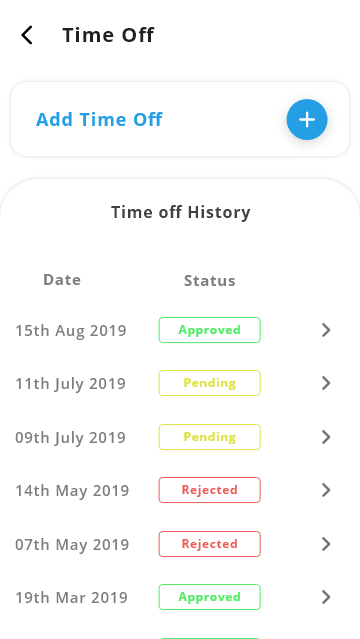 Time Off
Add Time Off
Time off History
Date Status
15th Aug 2019 Approved
11th July 2019 Pending
09th July 2019 Pending
14th May 2019 Rejected
07th May 2019 Rejected
19th Mar 2019 Approved